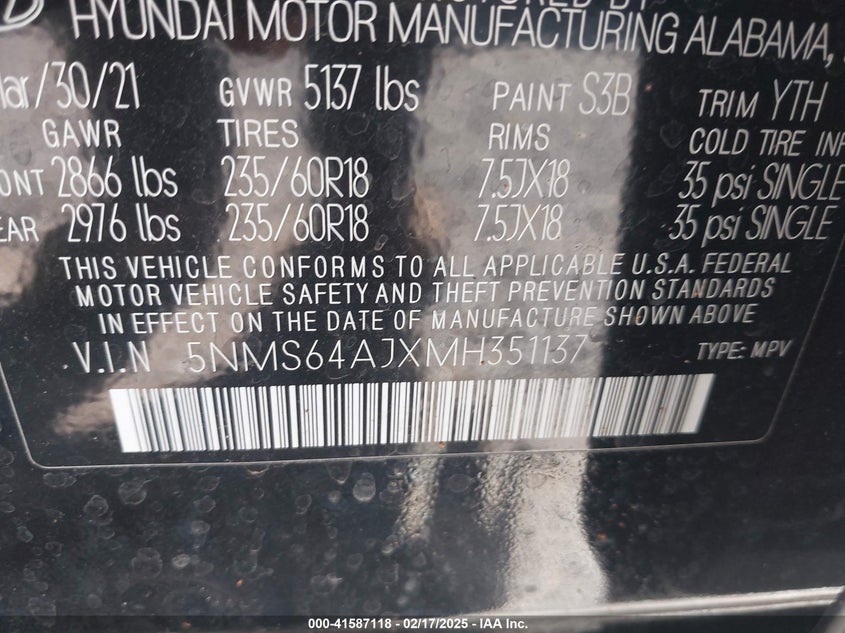 HYUNDAI MOTOR MANUFACTURING ALABAMA,
/30/21 GVWR 5137 lbs PAINT S3B TRIM YTH
GAWR TIRES RIMS COLD TIRE
2866 lbs 235/60R18 7.5JX18 35 psi SINGLE
2976 lbs 235/60R18 7.5JX18 35 psi SINGLE
THIS VEHICLE CONFORMS TO ALL APPLICABLE U.S.A. FEDERAL
MOTOR VEHICLE SAFETY AND THEFT PREVENTION STANDARDS
IN EFFECT ON THE DATE OF MANUFACTURE SHOWN ABOVE
V.I.N 5NMS64AJXMH351137 TYPE: MPV
000-41587118 - 02/17/2025 - IAA Inc.